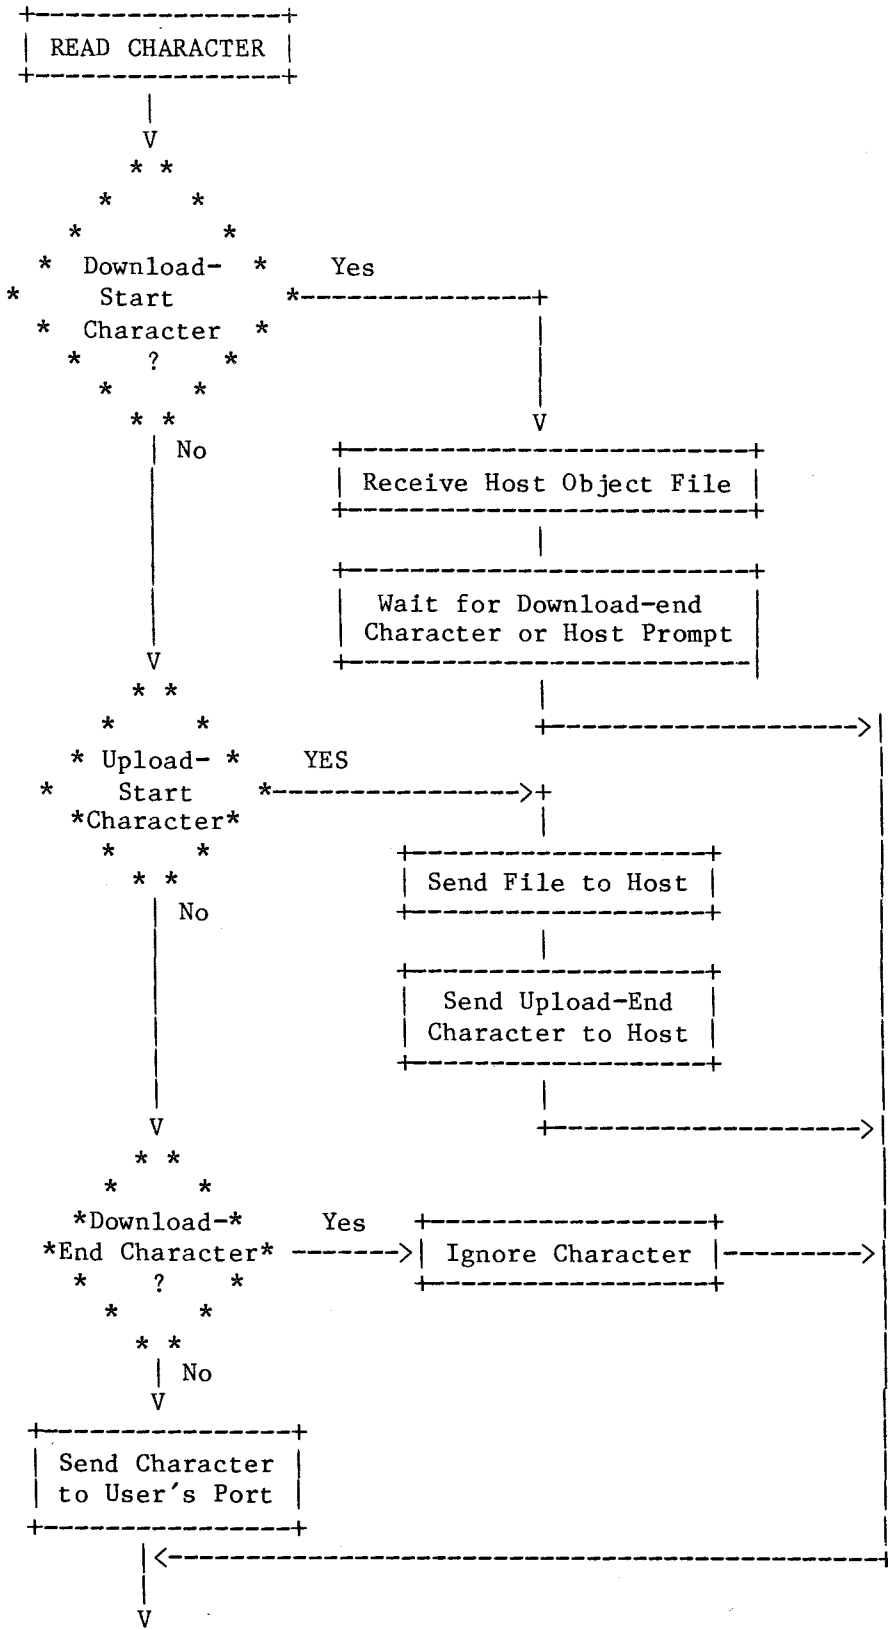 READ CHARACTER
V
Download-
Start
Character
?
Yes
V
No
Receive Host Object File
Wait for Download-end
Character or Host Prompt
V
Upload-
Start
Character
YES
No
Send File to Host
Send Upload-End
Character to Host
V
Download-
End Character
?
Yes
Ignore Character
No
V
Send Character
to User's Port
V